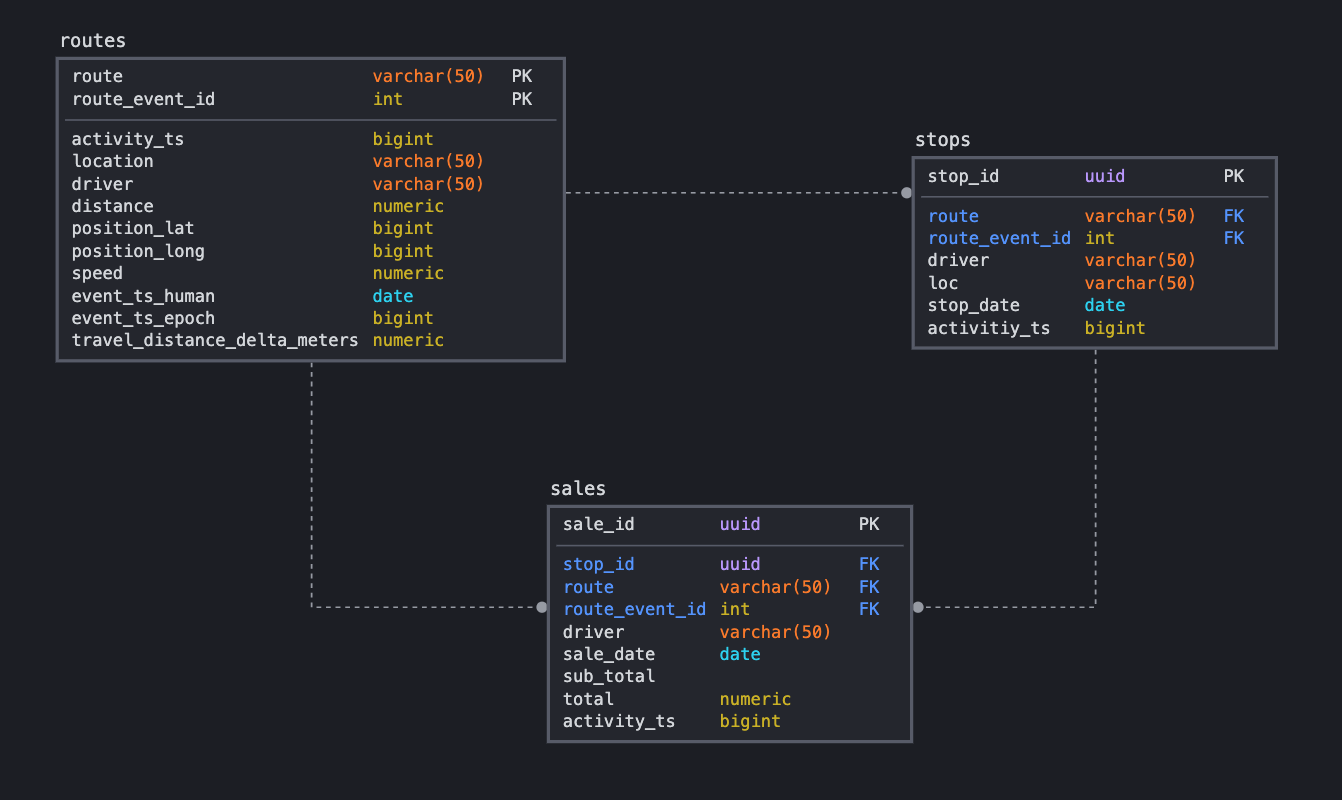 routes
route varchar(50) PK
route_event_id int PK
activity_ts bigint
location varchar(50)
driver varchar(50)
distance numeric
position_lat bigint
position_long bigint
speed numeric
event_ts_human date
event_ts_epoch bigint
travel_distance_delta_meters numeric
stops
stop_id uuid PK
route varchar(50) FK
route_event_id int FK
driver varchar(50)
loc varchar(50)
stop_date date
activitiy_ts bigint
sales
sale_id uuid PK
stop_id uuid FK
route varchar(50) FK
route_event_id int FK
driver varchar(50)
sale_date date
sub_total
total numeric
activity_ts bigint